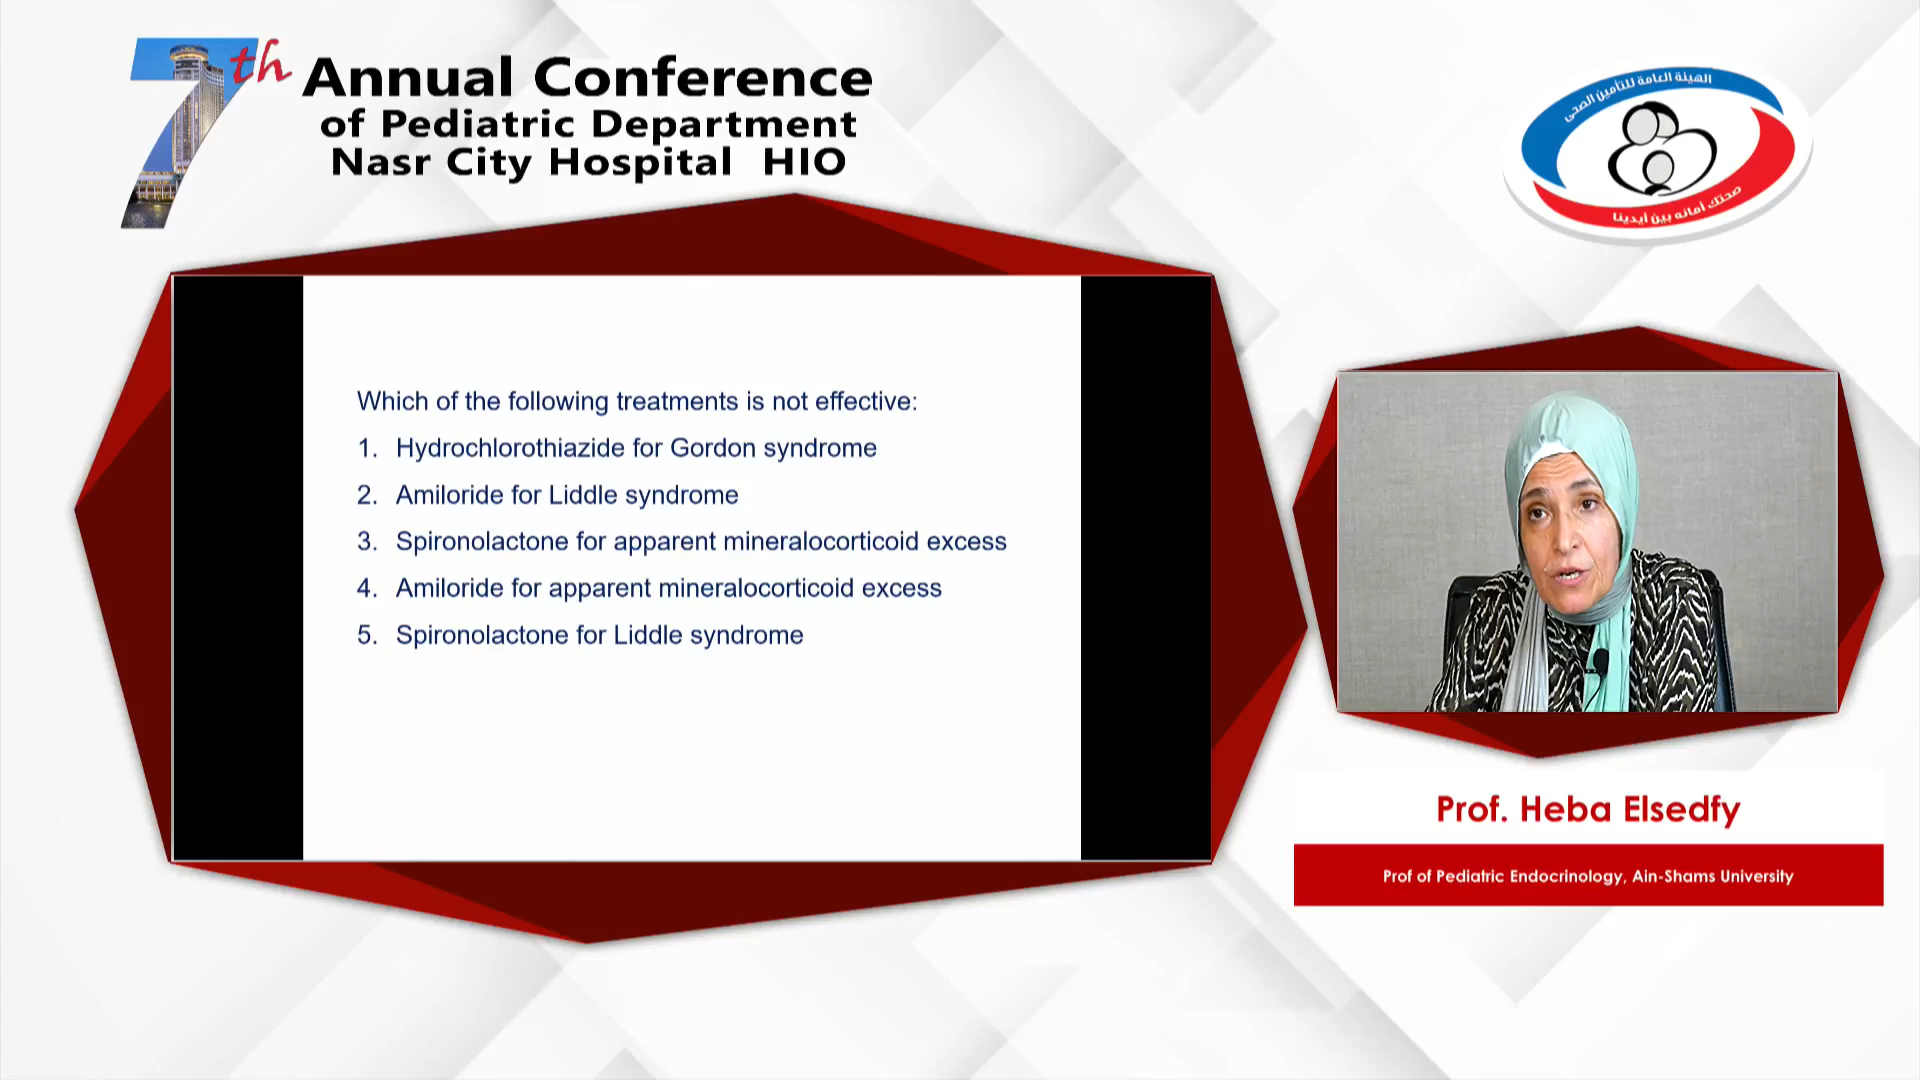 7th Annual Conference
of Pediatric Department
Nasr City Hospital HIO
الهيئة العامة للتأمين الصحى
صحتك أمانه بين أيدينا
Which of the following treatments is not effective:
1. Hydrochlorothiazide for Gordon syndrome
2. Amiloride for Liddle syndrome
3. Spironolactone for apparent mineralocorticoid excess
4. Amiloride for apparent mineralocorticoid excess
5. Spironolactone for Liddle syndrome
Prof. Heba Elsedfy
Prof of Pediatric Endocrinology, Ain-Shams University